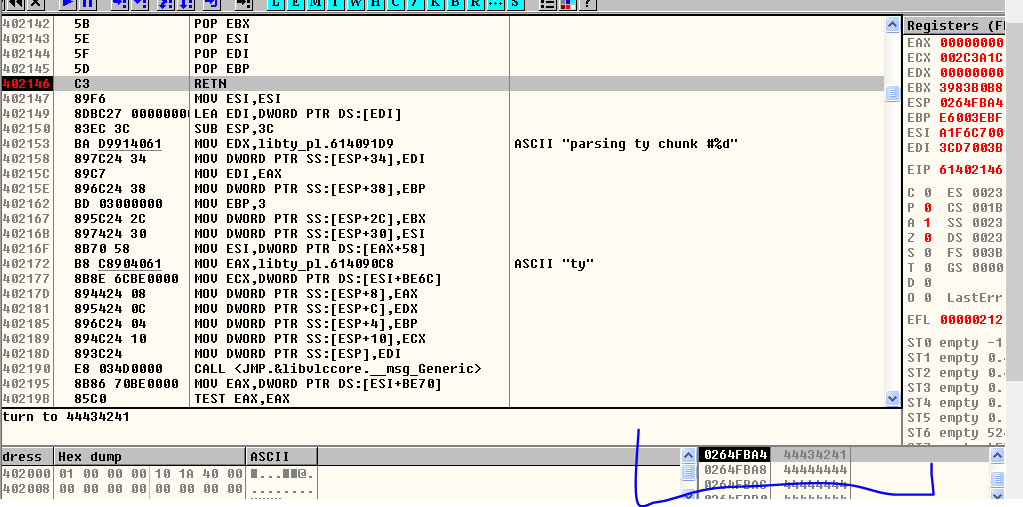 L E M T W H C / K B R ... S ?
402142 5B POP EBX
402143 5E POP ESI
402144 5F POP EDI
402145 5D POP EBP
402146 C3 RETN
402147 89F6 MOV ESI,ESI
402149 8DBC27 00000000 LEA EDI,DWORD PTR DS:[EDI]
402150 83EC 3C SUB ESP,3C
402153 BA D9914061 MOV EDX,libty_pl.614091D9 ASCII "parsing ty chunk #%d"
402158 897C24 34 MOV DWORD PTR SS:[ESP+34],EDI
40215C 89C7 MOV EDI,EAX
40215E 896C24 38 MOV DWORD PTR SS:[ESP+38],EBP
402162 BD 03000000 MOV EBP,3
402167 895C24 2C MOV DWORD PTR SS:[ESP+2C],EBX
40216B 897424 30 MOV DWORD PTR SS:[ESP+30],ESI
40216F 8B70 58 MOV ESI,DWORD PTR DS:[EAX+58]
402172 B8 C8904061 MOV EAX,libty_pl.614090C8 ASCII "ty"
402177 8B8E 6CBE0000 MOV ECX,DWORD PTR DS:[ESI+BE6C]
40217D 894424 08 MOV DWORD PTR SS:[ESP+8],EAX
402181 895424 0C MOV DWORD PTR SS:[ESP+C],EDX
402185 896C24 04 MOV DWORD PTR SS:[ESP+4],EBP
402189 894C24 10 MOV DWORD PTR SS:[ESP+10],ECX
40218D 893C24 MOV DWORD PTR SS:[ESP],EDI
402190 E8 034D0000 CALL <JMP.&libvlccore.__msg_Generic>
402195 8B86 70BE0000 MOV EAX,DWORD PTR DS:[ESI+BE70]
40219B 85C0 TEST EAX,EAX
turn to 44434241
Registers (F
EAX 00000000
ECX 002C3A1C
EDX 00000000
EBX 3983B0B8
ESP 0264FBA4
EBP E6003EBF
ESI A1F6C700
EDI 3CD7003B
EIP 61402146
C 0 ES 0023
P 0 CS 001B
A 1 SS 0023
Z 0 DS 0023
S 0 FS 003B
T 0 GS 0000
D 0
O 0 LastErr
EFL 00000212
ST0 empty -1
ST1 empty 0.
ST2 empty 0.
ST3 empty 0.
ST4 empty 0.
ST5 empty 0.
ST6 empty 52
dress Hex dump ASCII
402000 01 00 00 00 10 1A 40 00
402008 00 00 00 00 00 00 00 00 ........
0264FBA4 44434241
0264FBA8 44444444
0264FBAC 44444444